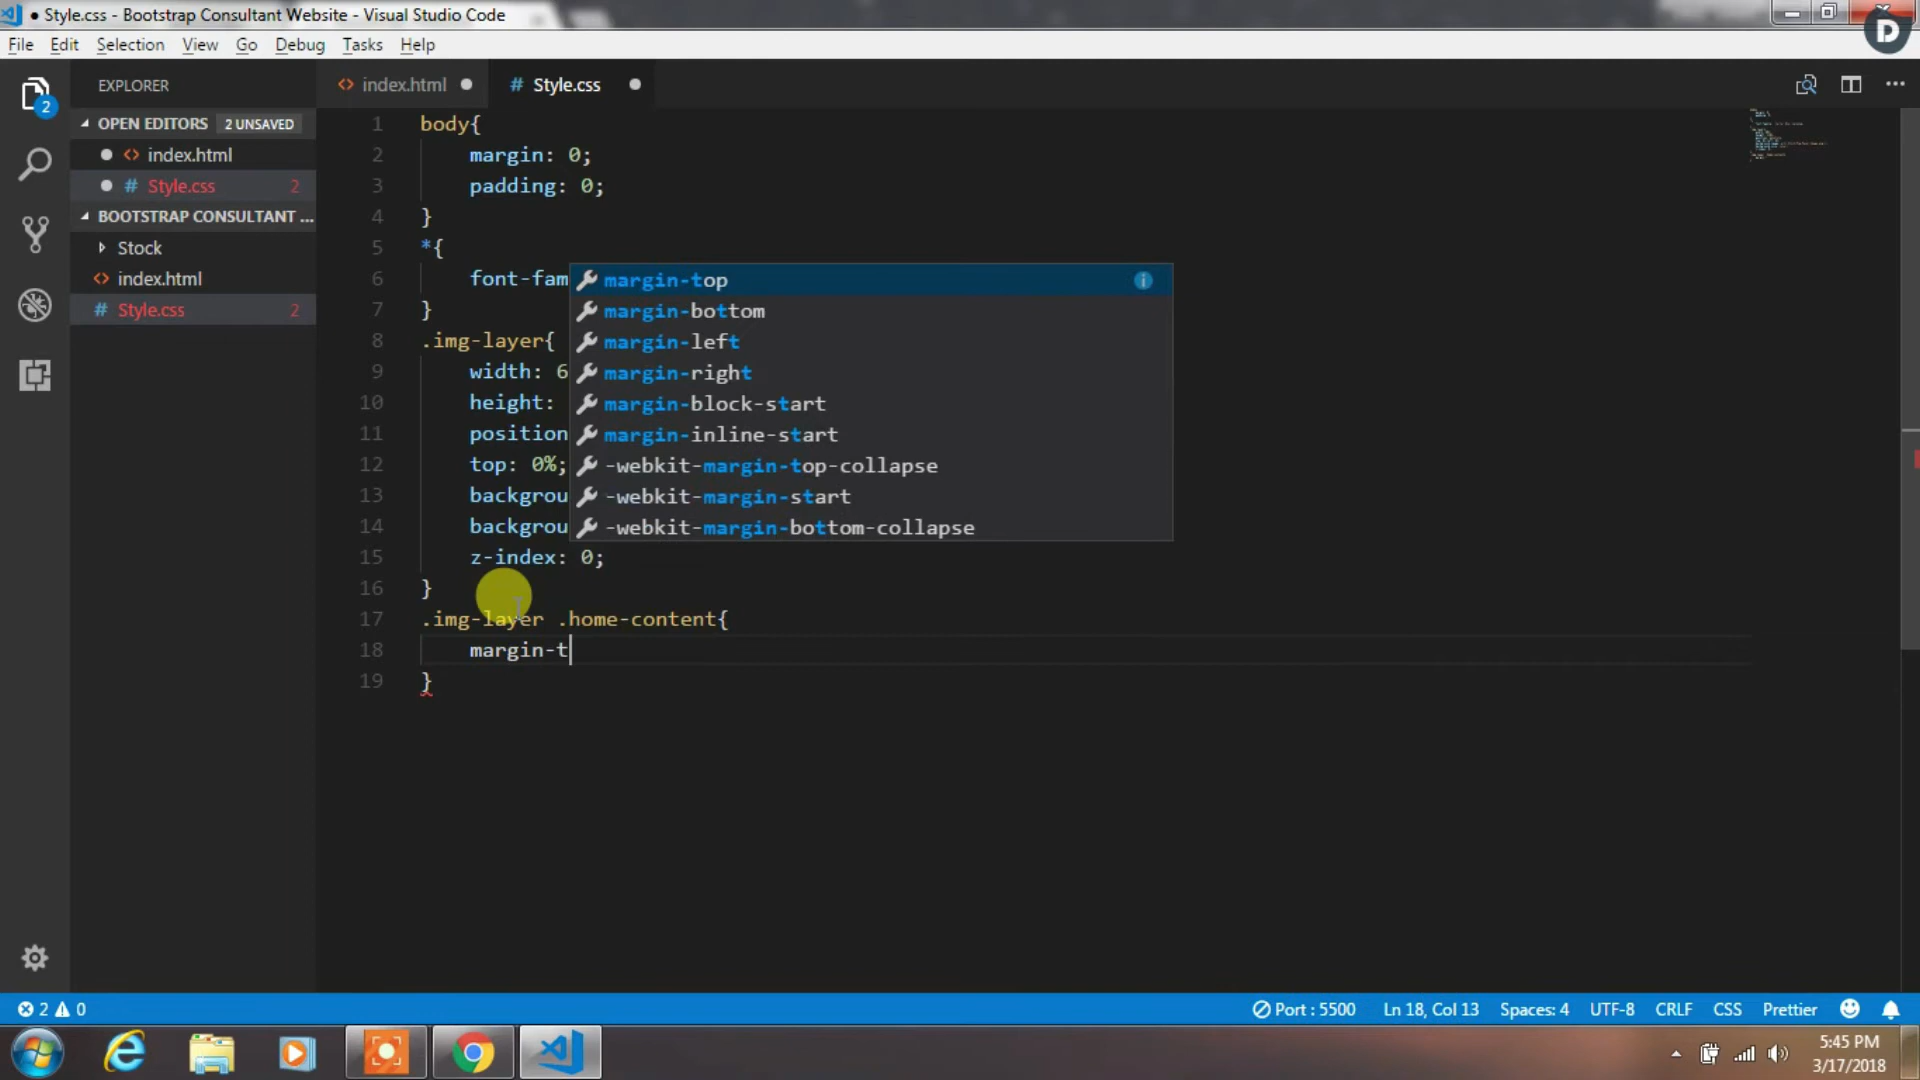 ● Style.css - Bootstrap Consultant Website - Visual Studio Code
D
File Edit Selection View Go Debug Tasks Help
2
EXPLORER
index.html
# Style.css
OPEN EDITORS 2 UNSAVED
index.html
# Style.css 2
BOOTSTRAP CONSULTANT ...
Stock
index.html
# Style.css 2
1 body{
2 margin: 0;
3 padding: 0;
4 }
5 *{
6 font-fam
7 }
8 .img-layer{
9 width: 6
10 height:
11 position
12 top: 0%;
13 backgrou
14 backgrou
15 z-index: 0;
16 }
17 .img-layer .home-content{
18 margin-t
19 }
margin-top
margin-bottom
margin-left
margin-right
margin-block-start
margin-inline-start
-webkit-margin-top-collapse
-webkit-margin-start
-webkit-margin-bottom-collapse
2 0
Port : 5500 Ln 18, Col 13 Spaces: 4 UTF-8 CRLF CSS Prettier
5:45 PM
3/17/2018